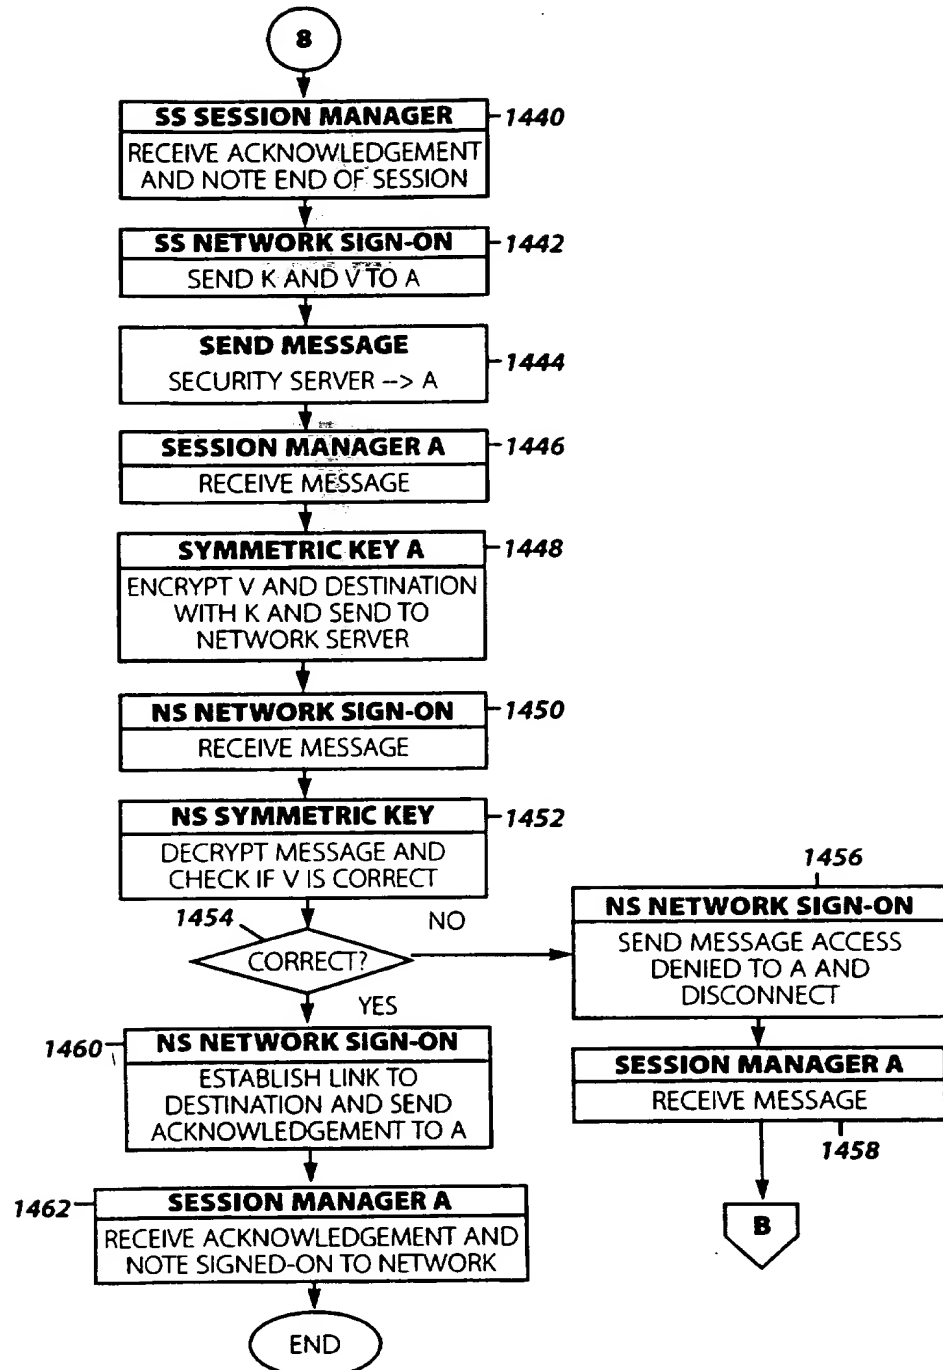 8
SS SESSION MANAGER
1440
RECEIVE ACKNOWLEDGEMENT
AND NOTE END OF SESSION
SS NETWORK SIGN-ON
1442
SEND K AND V TO A
SEND MESSAGE
1444
SECURITY SERVER --> A
SESSION MANAGER A
1446
RECEIVE MESSAGE
SYMMETRIC KEY A
1448
ENCRYPT V AND DESTINATION
WITH K AND SEND TO
NETWORK SERVER
NS NETWORK SIGN-ON
1450
RECEIVE MESSAGE
NS SYMMETRIC KEY
1452
DECRYPT MESSAGE AND
CHECK IF V IS CORRECT
1454
CORRECT?
NO
YES
1456
NS NETWORK SIGN-ON
SEND MESSAGE ACCESS
DENIED TO A AND
DISCONNECT
SESSION MANAGER A
RECEIVE MESSAGE
1458
B
1460
NS NETWORK SIGN-ON
ESTABLISH LINK TO
DESTINATION AND SEND
ACKNOWLEDGEMENT TO A
1462
SESSION MANAGER A
RECEIVE ACKNOWLEDGEMENT AND
NOTE SIGNED-ON TO NETWORK
END